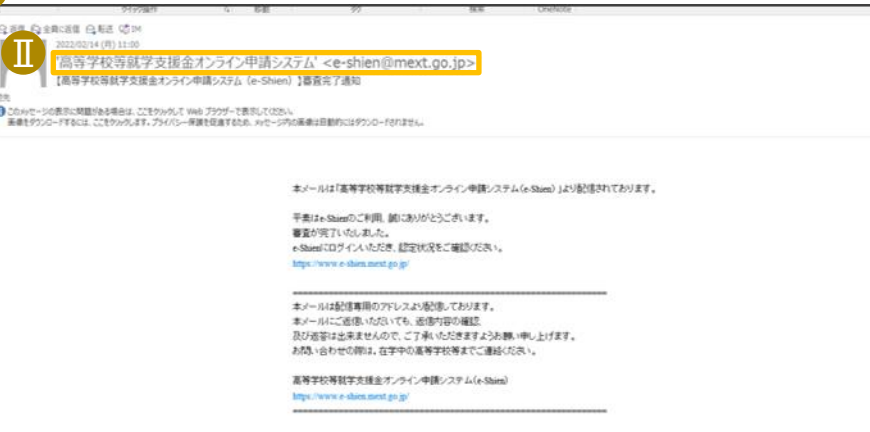 クイック操作 移動 タグ 検索 OneNote
返信 全員に返信 転送 IM
2022/02/14 (月) 11:00
Ⅱ
'高等学校等就学支援金オンライン申請システム' <e-shien@mext.go.jp>
【高等学校等就学支援金オンライン申請システム（e-Shien）】審査完了通知
宛先
このメッセージの表示に問題がある場合は、ここをクリックして Web ブラウザーで表示してください。
画像をダウンロードするには、ここをクリックします。プライバシー保護を促進するため、メッセージ内の画像は自動的にはダウンロードされません。
本メールは「高等学校等就学支援金オンライン申請システム(e-Shien)」より配信されております。
平素はe-Shienのご利用、誠にありがとうございます。
審査が完了いたしました。
e-Shienにログインいただき、認定状況をご確認ください。
https://www.e-shien.mext.go.jp/
本メールは配信専用のアドレスより配信しております。
本メールにご返信いただいても、返信内容の確認、
及び返答は出来ませんので、ご了承いただきますようお願い申し上げます。
お問い合わせの際は、在学中の高等学校等までご連絡ください。
高等学校等就学支援金オンライン申請システム(e-Shien)
https://www.e-shien.mext.go.jp/